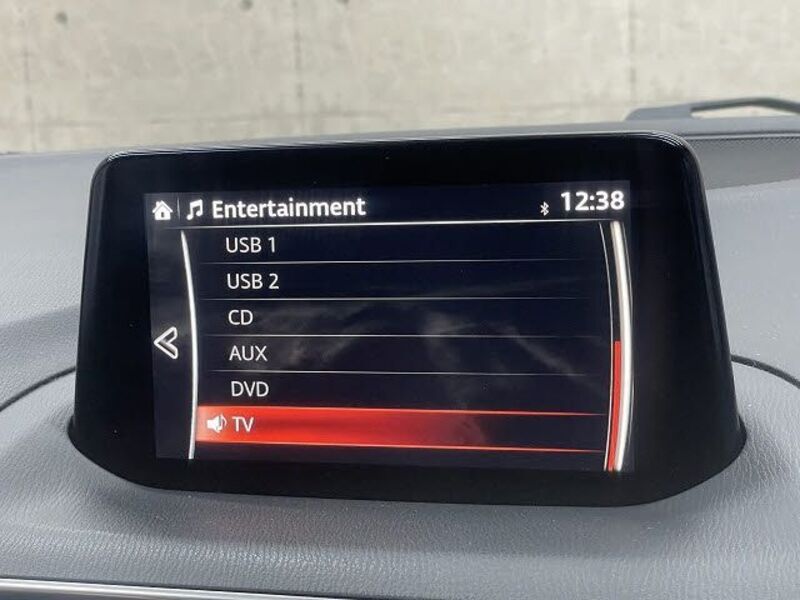 Entertainment 12:38
USB 1
USB 2
CD
AUX
DVD
TV